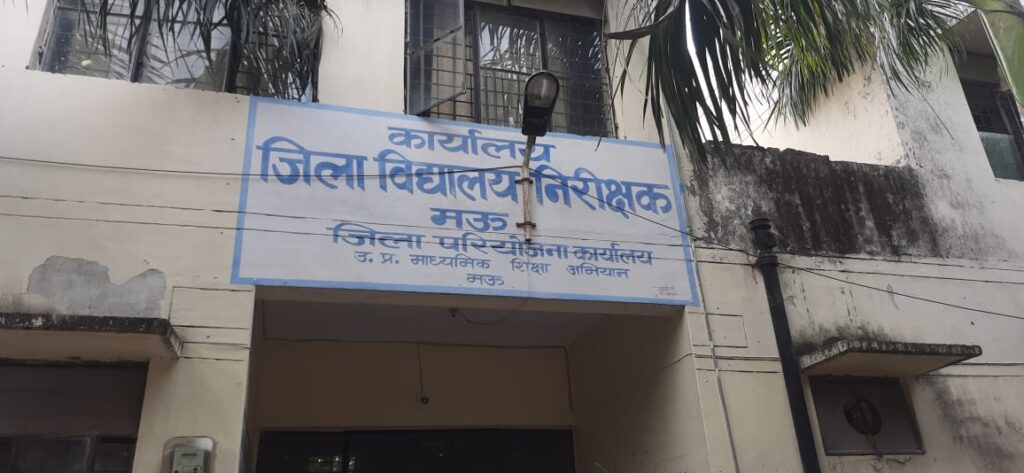 कार्यालय
जिला विद्यालय निरीक्षक
मऊ
जिला परियोजना कार्यालय
उ. प्र. माध्यमिक शिक्षा अभियान
मऊ